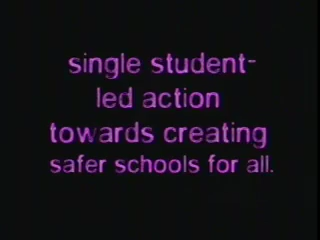 single student-
led action
towards creating
safer schools for all.